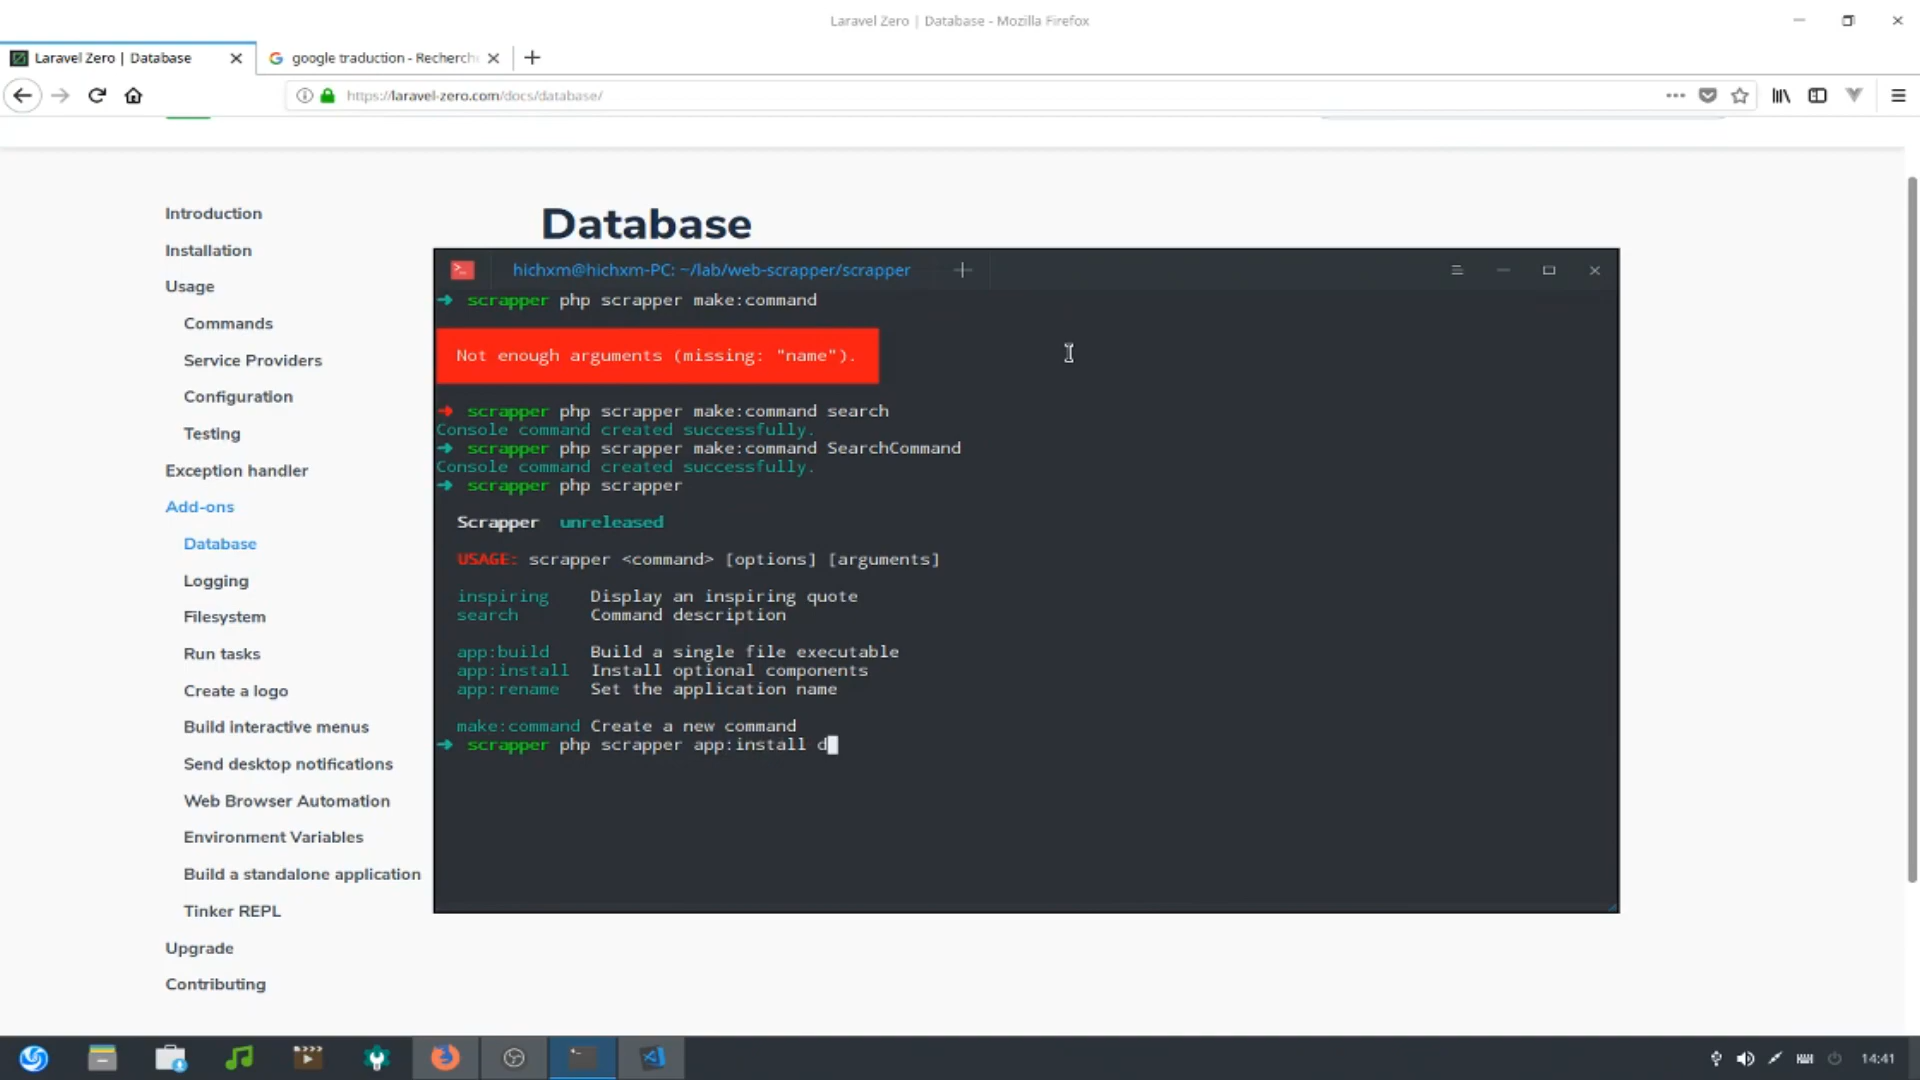 Laravel Zero | Database - Mozilla Firefox
Laravel Zero | Database
google traduction - Recherch
https://laravel-zero.com/docs/database/
Introduction
Installation
Usage
Commands
Service Providers
Configuration
Testing
Exception handler
Add-ons
Database
Logging
Filesystem
Run tasks
Create a logo
Build interactive menus
Send desktop notifications
Web Browser Automation
Environment Variables
Build a standalone application
Tinker REPL
Upgrade
Contributing
Database
hichxm@hichxm-PC: ~/lab/web-scrapper/scrapper
➜ scrapper php scrapper make:command
Not enough arguments (missing: "name").
➜ scrapper php scrapper make:command search
Console command created successfully.
➜ scrapper php scrapper make:command SearchCommand
Console command created successfully.
➜ scrapper php scrapper
Scrapper unreleased
USAGE: scrapper <command> [options] [arguments]
inspiring Display an inspiring quote
search Command description
app:build Build a single file executable
app:install Install optional components
app:rename Set the application name
make:command Create a new command
➜ scrapper php scrapper app:install d
14:41